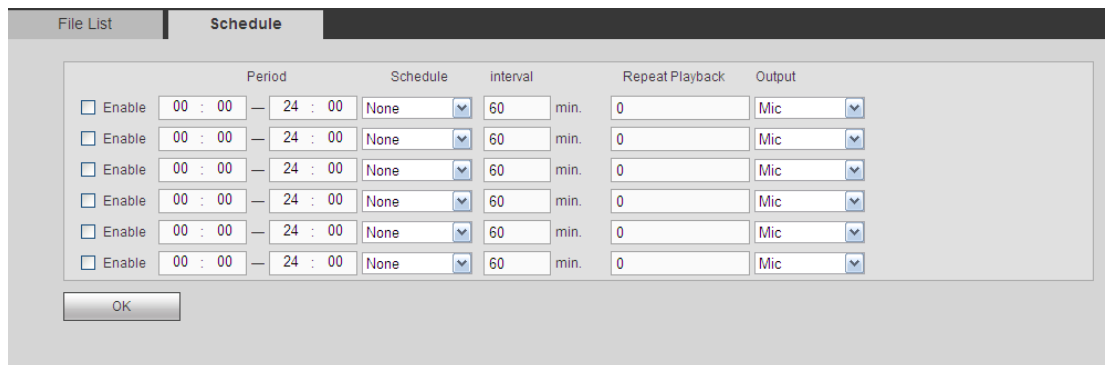 File List Schedule
Period Schedule interval Repeat Playback Output
Enable 00 : 00 — 24 : 00 None 60 min. 0 Mic
Enable 00 : 00 — 24 : 00 None 60 min. 0 Mic
Enable 00 : 00 — 24 : 00 None 60 min. 0 Mic
Enable 00 : 00 — 24 : 00 None 60 min. 0 Mic
Enable 00 : 00 — 24 : 00 None 60 min. 0 Mic
Enable 00 : 00 — 24 : 00 None 60 min. 0 Mic
OK